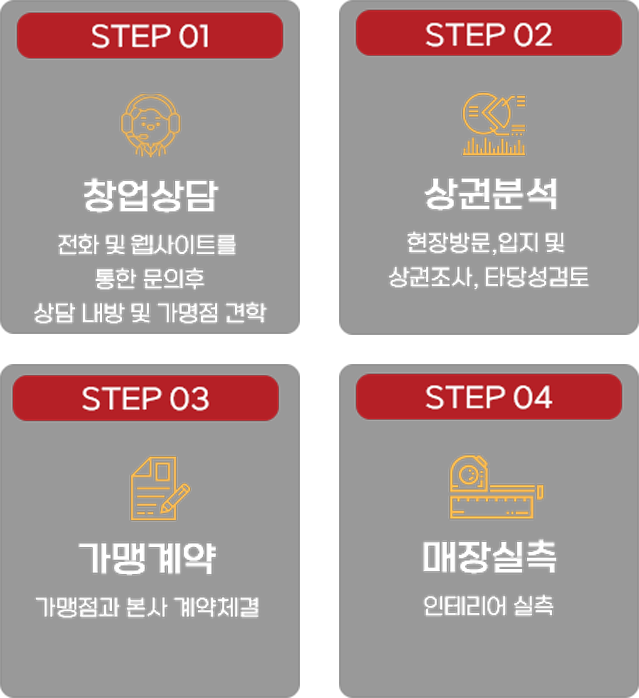 STEP 01
창업상담
전화 및 웹사이트를
통한 문의후
상담 내방 및 가명점 견학
STEP 02
상권분석
현장방문,입지 및
상권조사, 타당성검토
STEP 03
가맹계약
가맹점과 본사 계약체결
STEP 04
매장실측
인테리어 실측